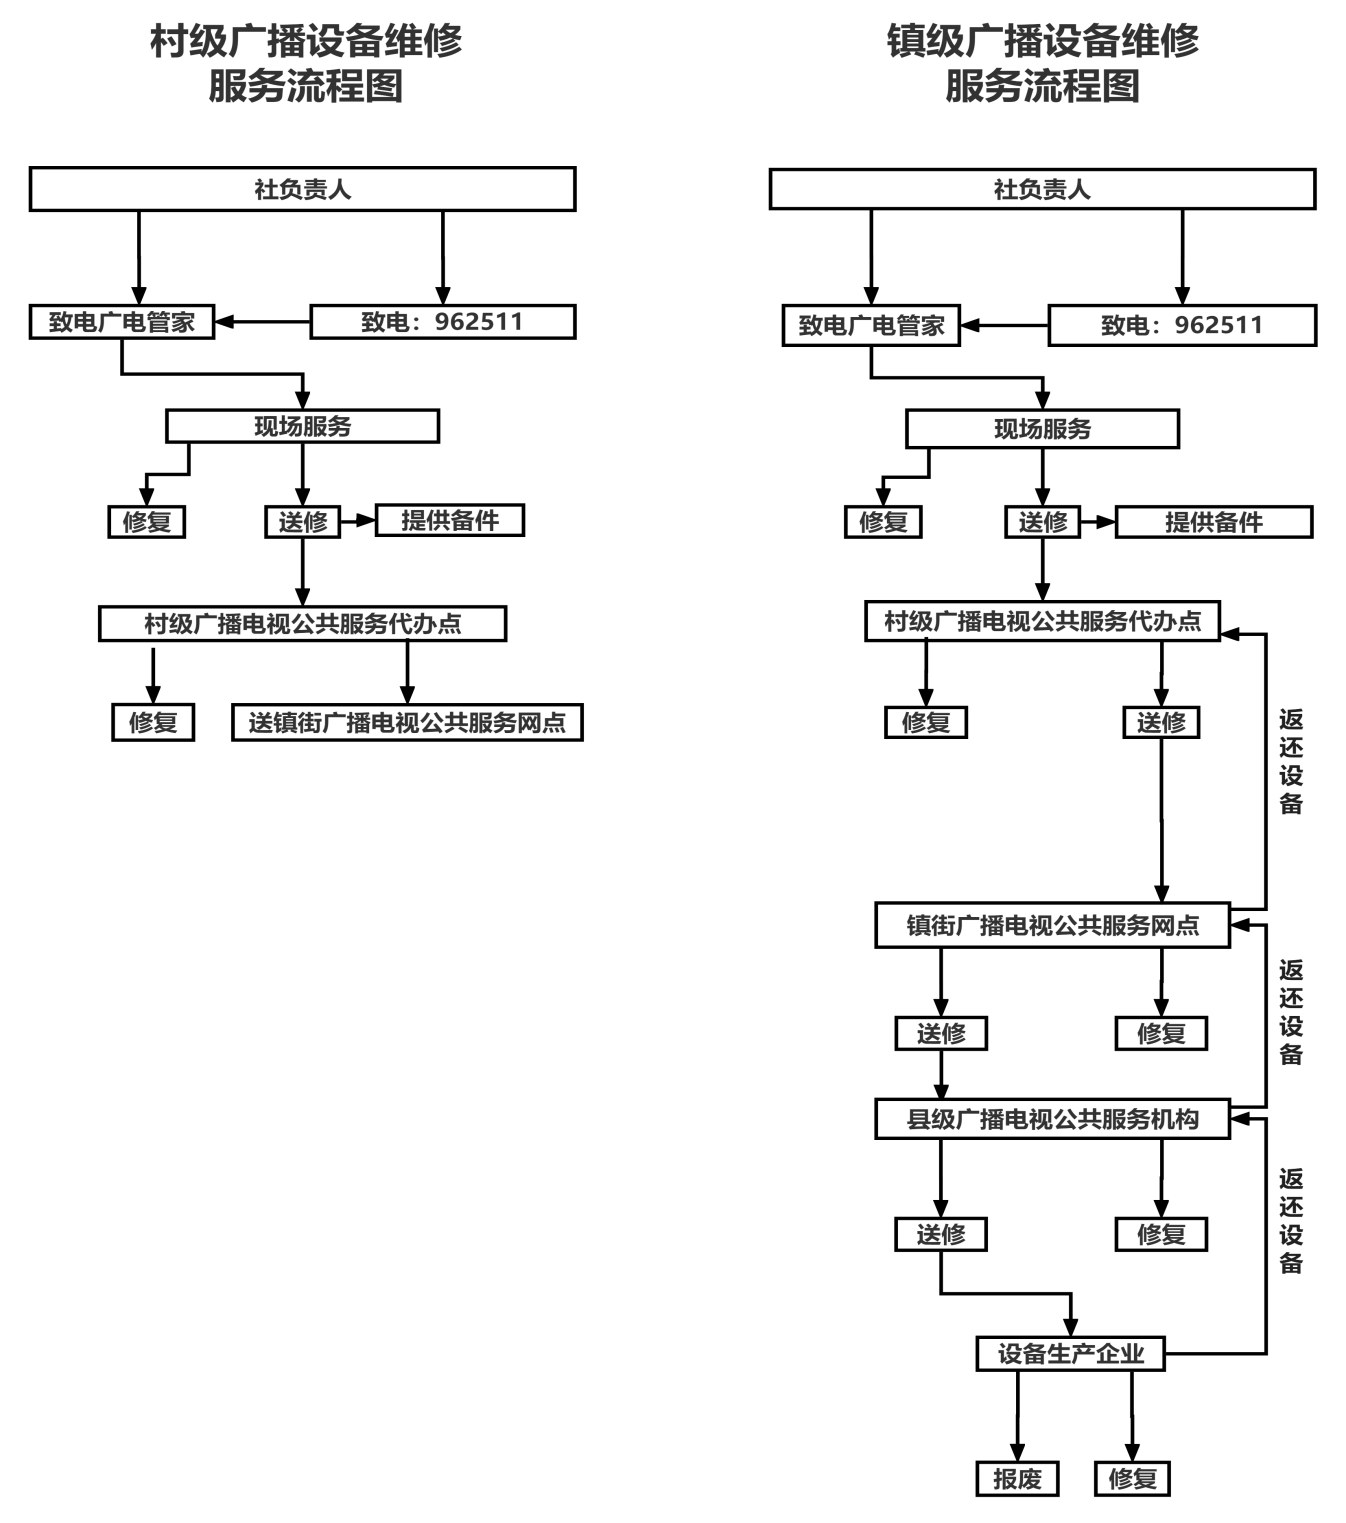 村级广播设备维修
服务流程图
社负责人
致电广电管家
致电：962511
现场服务
修复
送修
提供备件
村级广播电视公共服务代办点
修复
送镇街广播电视公共服务网点
镇级广播设备维修
服务流程图
社负责人
致电广电管家
致电：962511
现场服务
修复
送修
提供备件
村级广播电视公共服务代办点
修复
送修
返还设备
镇街广播电视公共服务网点
送修
修复
返还设备
县级广播电视公共服务机构
送修
修复
返还设备
设备生产企业
报废
修复